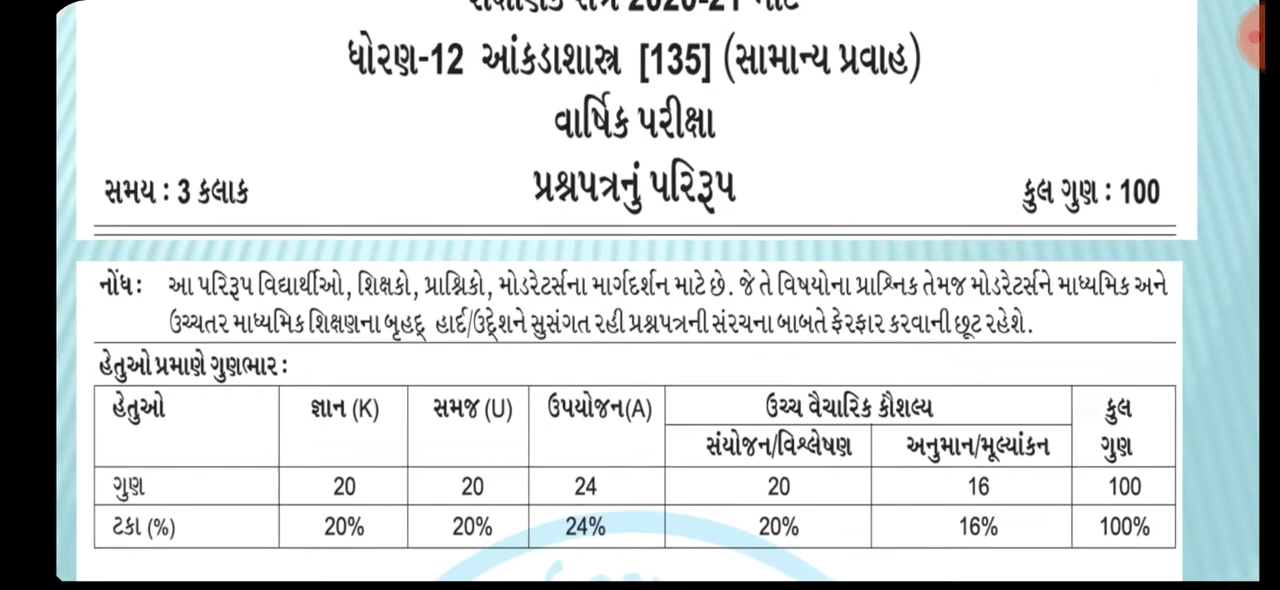 2020-21
ધોરણ-12 આંકડાશાસ્ત્ર [135] (સામાન્ય પ્રવાહ)
વાર્ષિક પરીક્ષા
સમય : 3 કલાક પ્રશ્નપત્રનું પરિરૂપ કુલ ગુણ : 100
નોંધ: આ પરિરૂપ વિદ્યાર્થીઓ, શિક્ષકો, પ્રાશ્નિકો, મોડરેટર્સના માર્ગદર્શન માટે છે. જે તે વિષયોના પ્રાશ્નિક તેમજ મોડરેટર્સને માધ્યમિક અને
ઉચ્ચતર માધ્યમિક શિક્ષણના બૃહદ્ હાર્દ/ઉદ્દેશને સુસંગત રહી પ્રશ્નપત્રની સંરચના બાબતે ફેરફાર કરવાની છૂટ રહેશે.
હેતુઓ પ્રમાણે ગુણભાર :
હેતુઓ જ્ઞાન (K) સમજ (U) ઉપયોજન(A) ઉચ્ચ વૈચારિક કૌશલ્ય કુલ
સંયોજન/વિશ્લેષણ અનુમાન/મૂલ્યાંકન ગુણ
ગુણ 20 20 24 20 16 100
ટકા (%) 20% 20% 24% 20% 16% 100%